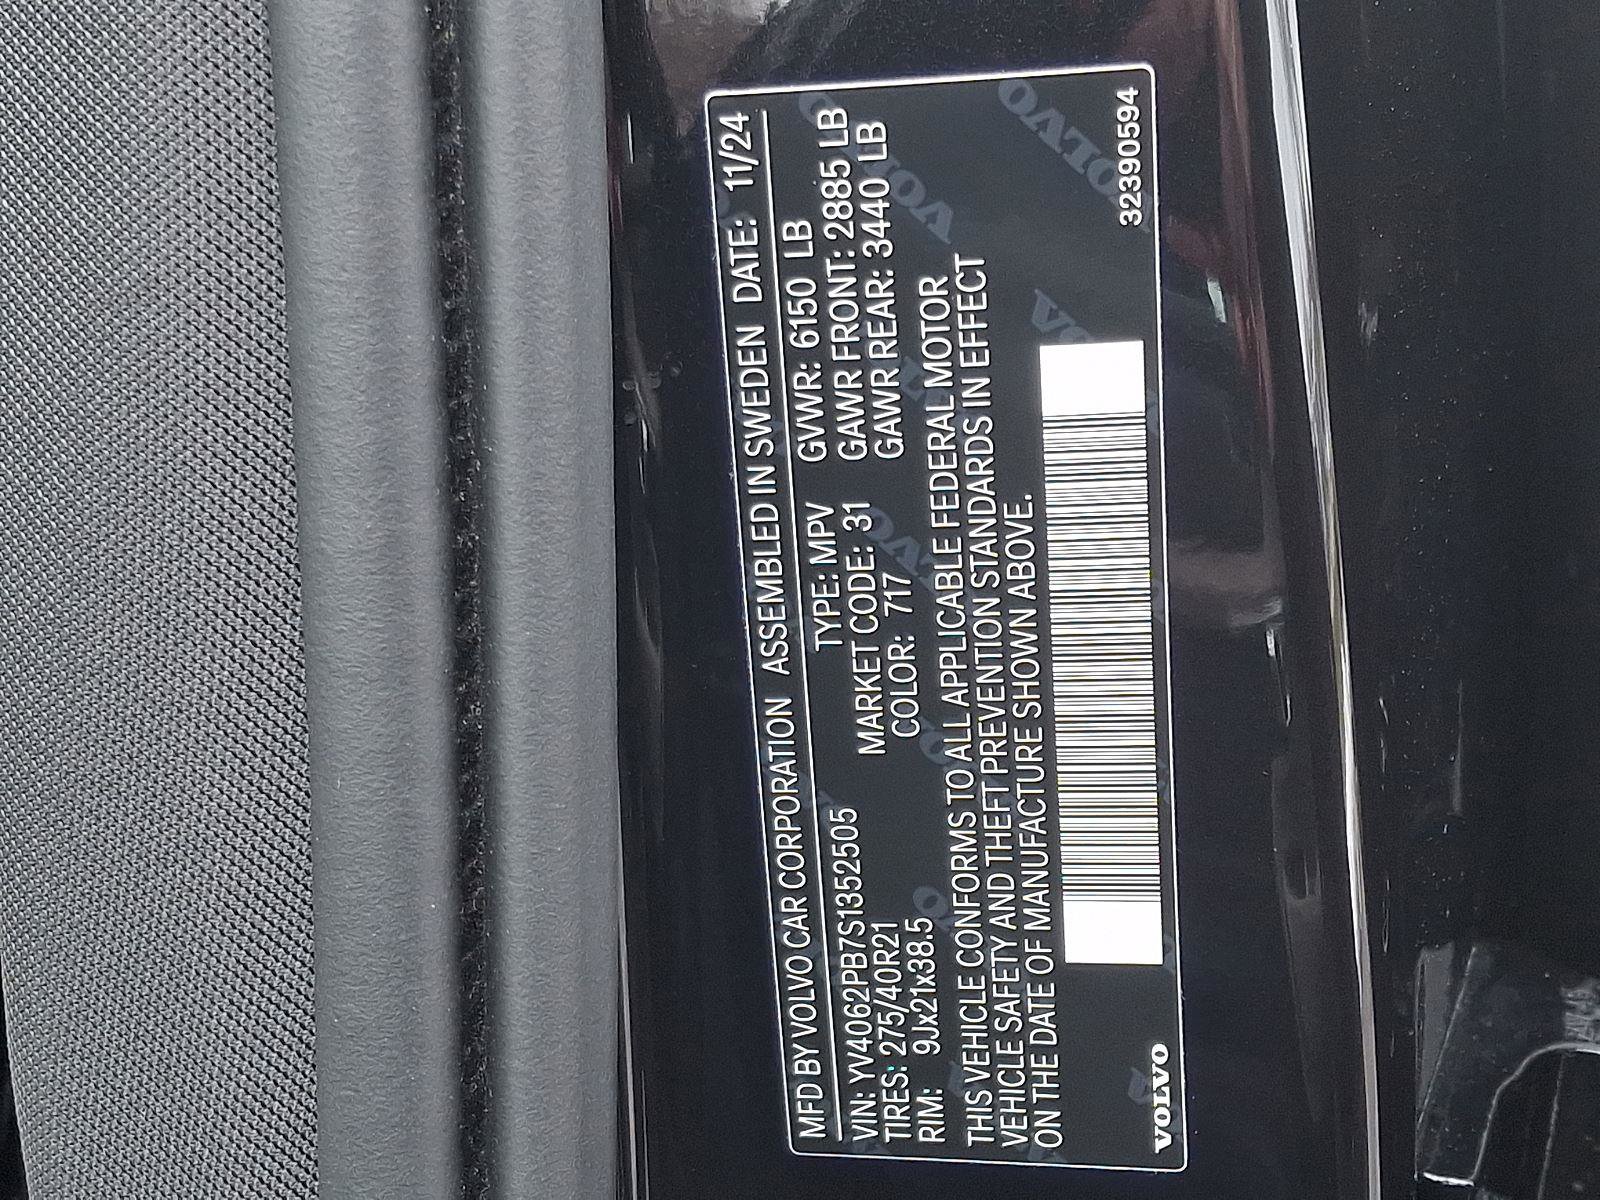 MFD BY VOLVO CAR CORPORATION ASSEMBLED IN SWEDEN DATE: 11/24
VIN: YV4062PB7S1352505 TYPE: MPV GVWR: 6150 LB
TIRES: 275/40R21 MARKET CODE: 31 GAWR FRONT: 2885 LB
RIM: 9Jx21x38.5 COLOR: 717 GAWR REAR: 3440 LB
THIS VEHICLE CONFORMS TO ALL APPLICABLE FEDERAL MOTOR
VEHICLE SAFETY AND THEFT PREVENTION STANDARDS IN EFFECT
ON THE DATE OF MANUFACTURE SHOWN ABOVE.
VOLVO 32390594